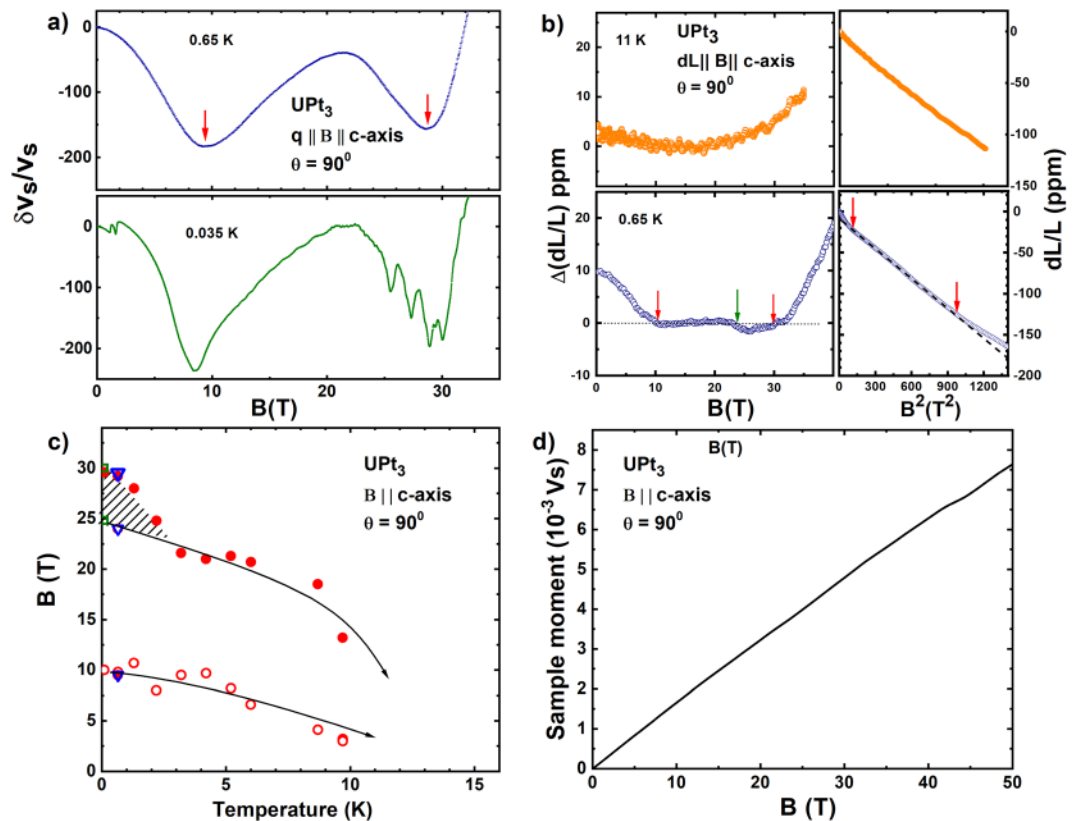 a)
0.65 K
UPt₃
q || B || c-axis
θ = 90⁰
0
-100
-200
0.035 K
0
-100
-200
0 10 20 30
B(T)
δvₛ/vₛ
b)
11 K
UPt₃
dL|| B|| c-axis
θ = 90⁰
20
10
0
0
-50
-100
-150
0.65 K
20
10
0
-10
0
-50
-100
-150
-200
0 10 20 30
0 300 600 900 1200
B(T)
B²(T²)
Δ(dL/L) ppm
dL/L (ppm)
c)
UPt₃
B || c-axis
θ = 90⁰
35
30
25
20
15
10
5
0
0 5 10 15
Temperature (K)
B (T)
d)
B(T)
UPt₃
B || c-axis
θ = 90⁰
8
7
6
5
4
3
2
1
0
0 10 20 30 40 50
B (T)
Sample moment (10⁻³ Vs)